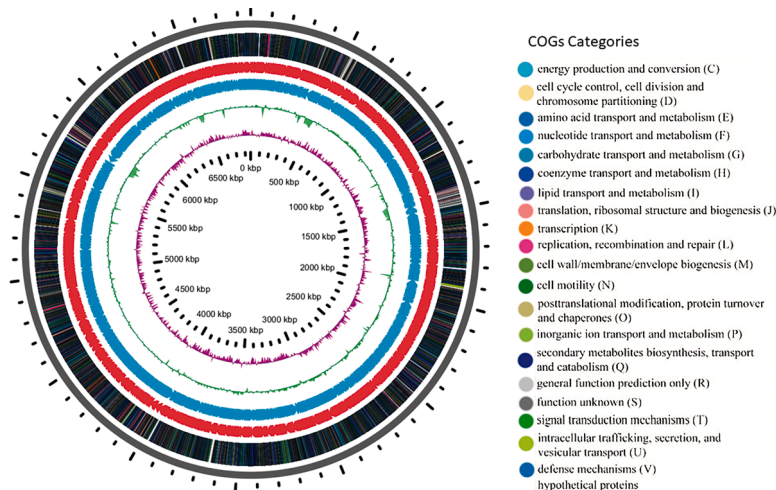 COGs Categories
energy production and conversion (C)
cell cycle control, cell division and
chromosome partitioning (D)
amino acid transport and metabolism (E)
nucleotide transport and metabolism (F)
carbohydrate transport and metabolism (G)
coenzyme transport and metabolism (H)
lipid transport and metabolism (I)
translation, ribosomal structure and biogenesis (J)
transcription (K)
replication, recombination and repair (L)
cell wall/membrane/envelope biogenesis (M)
cell motility (N)
posttranslational modification, protein turnover
and chaperones (O)
inorganic ion transport and metabolism (P)
secondary metabolites biosynthesis, transport
and catabolism (Q)
general function prediction only (R)
function unknown (S)
signal transduction mechanisms (T)
intracellular trafficking, secretion, and
vesicular transport (U)
defense mechanisms (V)
hypothetical proteins
0 kbp
500 kbp
1000 kbp
1500 kbp
2000 kbp
2500 kbp
3000 kbp
3500 kbp
4000 kbp
4500 kbp
5000 kbp
5500 kbp
6000 kbp
6500 kbp